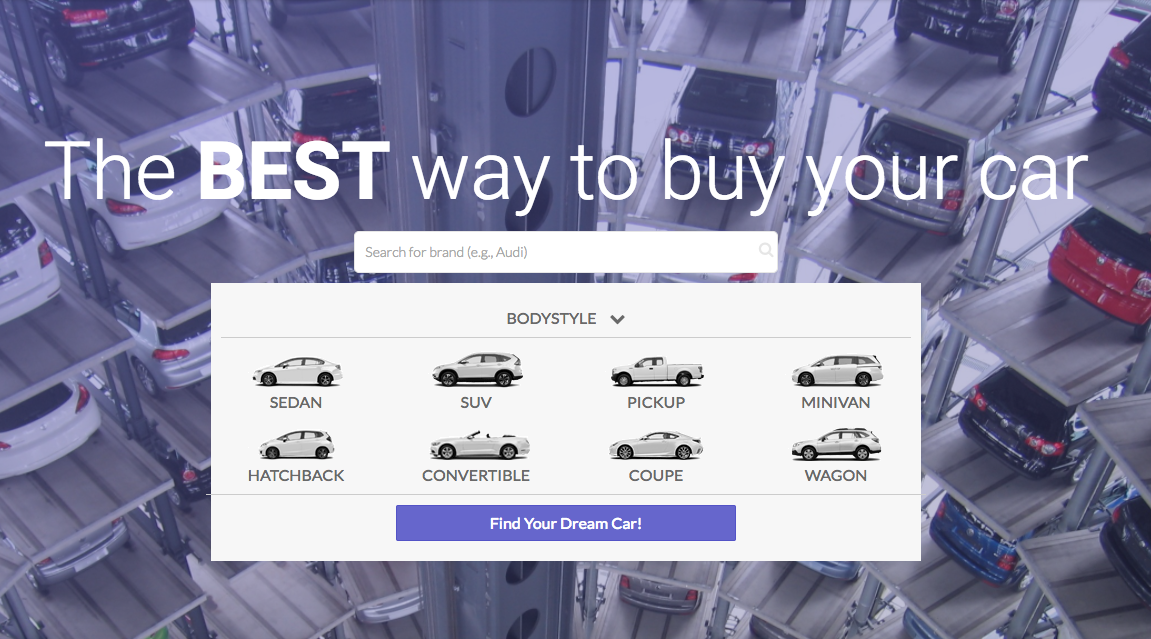 The BEST way to buy your car
Search for brand (e.g., Audi)
BODYSTYLE
SEDAN SUV PICKUP MINIVAN
HATCHBACK CONVERTIBLE COUPE WAGON
Find Your Dream Car!